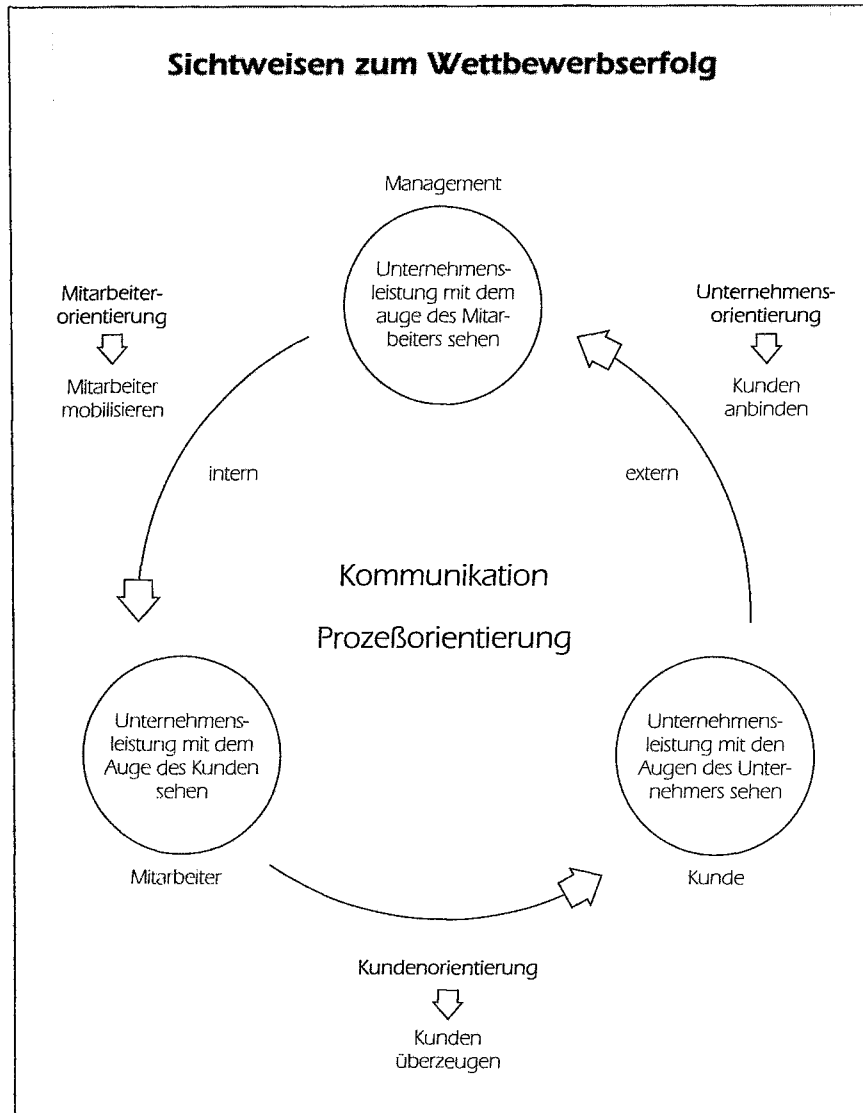 Sichtweisen zum Wettbewerbserfolg
Management
Unternehmens-
leistung mit dem
auge des Mitar-
beiters sehen
Mitarbeiter-
orientierung
Mitarbeiter
mobilisieren
Unternehmens-
orientierung
Kunden
anbinden
intern
extern
Kommunikation
Prozeßorientierung
Unternehmens-
leistung mit dem
Auge des Kunden
sehen
Mitarbeiter
Unternehmens-
leistung mit den
Augen des Unter-
nehmers sehen
Kunde
Kundenorientierung
Kunden
überzeugen